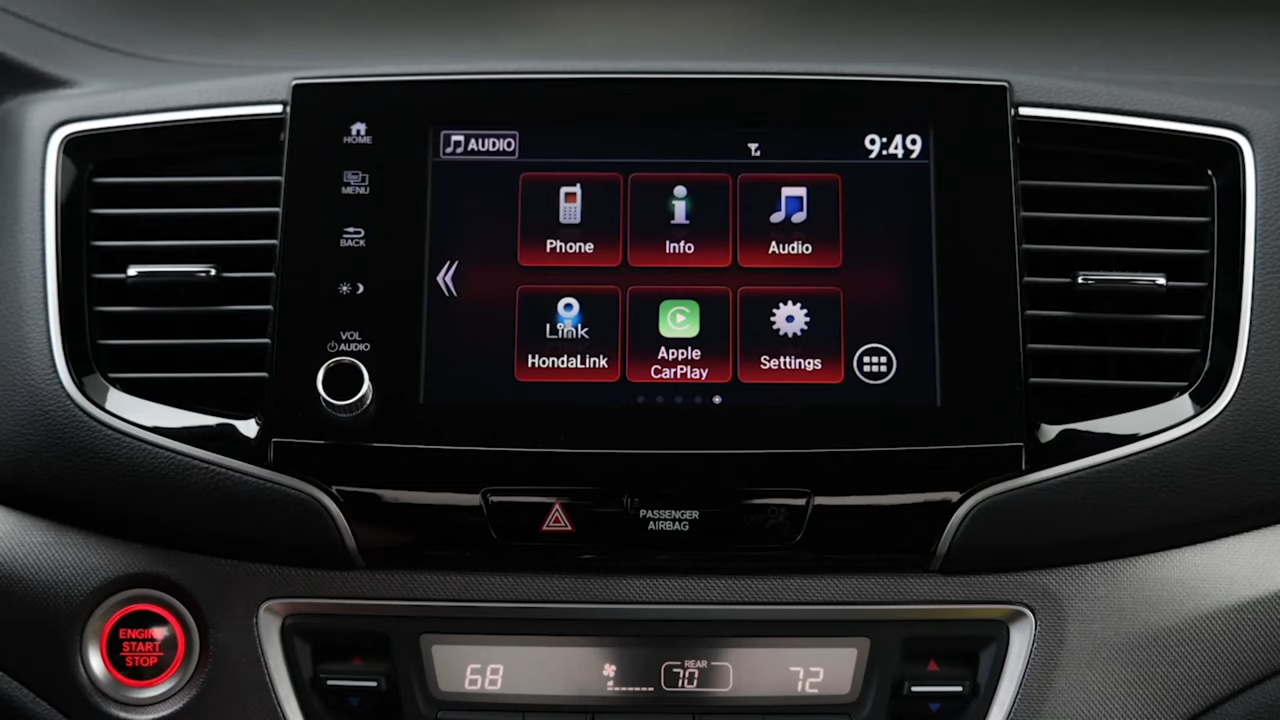 HOME
MENU
BACK
VOL
AUDIO
AUDIO
9:49
Phone
Info
Audio
Link
HondaLink
Apple
CarPlay
Settings
PASSENGER
AIRBAG
OFF
ENGINE
START
STOP
68
REAR
70
72